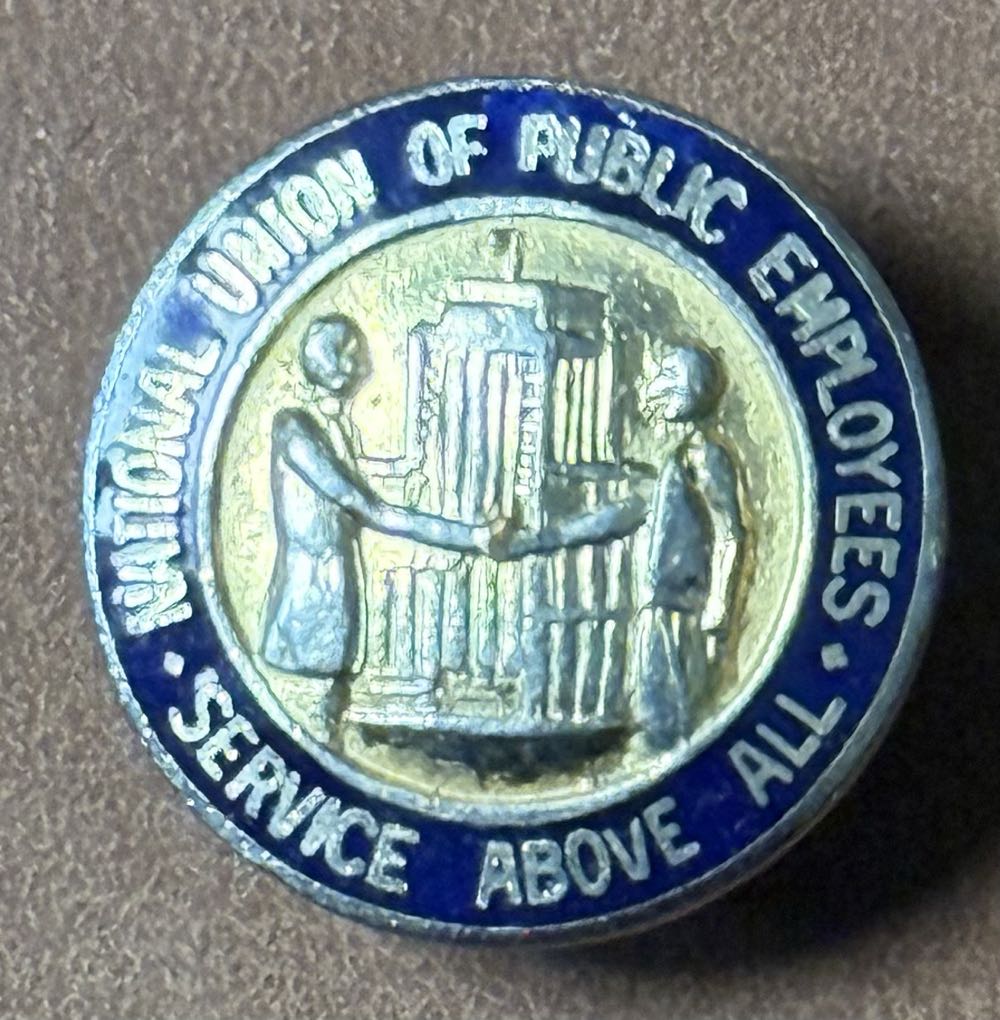 NATIONAL UNION OF PUBLIC EMPLOYEES
SERVICE ABOVE ALL